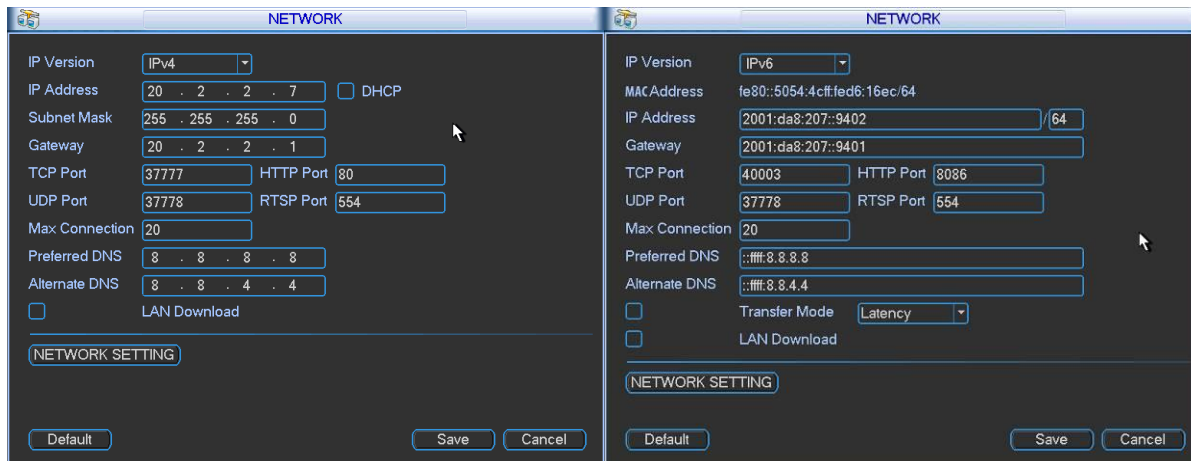 NETWORK
IP Version IPv4
IP Address 20 . 2 . 2 . 7 DHCP
Subnet Mask 255 . 255 . 255 . 0
Gateway 20 . 2 . 2 . 1
TCP Port 37777 HTTP Port 80
UDP Port 37778 RTSP Port 554
Max Connection 20
Preferred DNS 8 . 8 . 8 . 8
Alternate DNS 8 . 8 . 4 . 4
LAN Download
NETWORK SETTING
Default Save Cancel
NETWORK
IP Version IPv6
MAC Address fe80::5054:4cff:fed6:16ec/64
IP Address 2001:da8:207::9402 / 64
Gateway 2001:da8:207::9401
TCP Port 40003 HTTP Port 8086
UDP Port 37778 RTSP Port 554
Max Connection 20
Preferred DNS ::ffff:8.8.8.8
Alternate DNS ::ffff:8.8.4.4
Transfer Mode Latency
LAN Download
NETWORK SETTING
Default Save Cancel